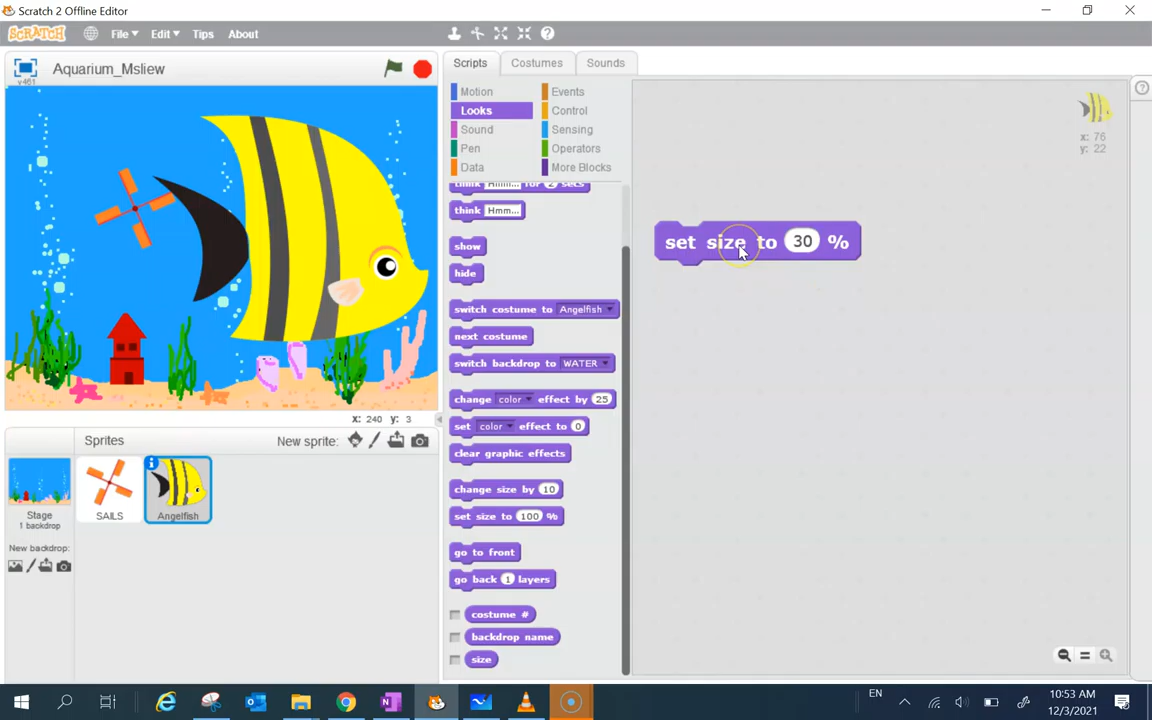 Scratch 2 Offline Editor
SCRATCH File Edit Tips About
v461 Aquarium_Msliew
Scripts Costumes Sounds
Motion Events
Looks Control
Sound Sensing
Pen Operators
Data More Blocks
think Hmm... for 2 secs
think Hmm...
show
hide
switch costume to Angelfish
next costume
switch backdrop to WATER
change color effect by 25
set color effect to 0
clear graphic effects
change size by 10
set size to 100 %
go to front
go back 1 layers
costume #
backdrop name
size
set size to 30 %
x: 76
y: 22
x: 240 y: 3
Sprites New sprite:
Stage
1 backdrop
New backdrop:
SAILS
Angelfish
EN
10:53 AM
12/3/2021